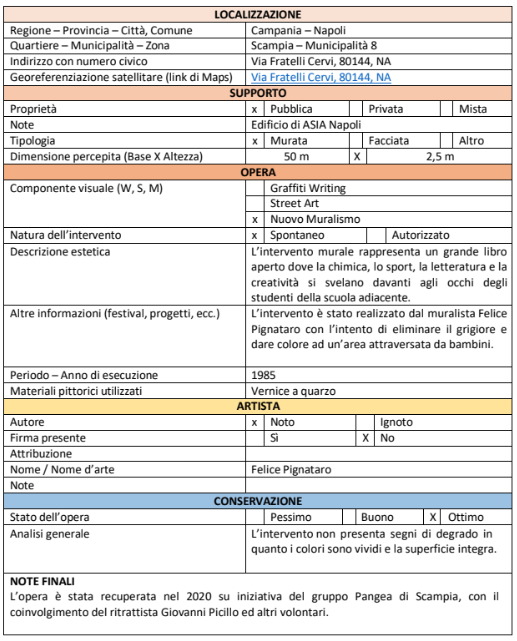 LOCALIZZAZIONE
Regione – Provincia – Città, Comune Campania – Napoli
Quartiere – Municipalità – Zona Scampia – Municipalità 8
Indirizzo con numero civico Via Fratelli Cervi, 80144, NA
Georeferenziazione satellitare (link di Maps) Via Fratelli Cervi, 80144, NA
SUPPORTO
Proprietà x Pubblica Privata Mista
Note Edificio di ASIA Napoli
Tipologia x Murata Facciata Altro
Dimensione percepita (Base X Altezza) 50 m X 2,5 m
OPERA
Componente visuale (W, S, M) Graffiti Writing
Street Art
x Nuovo Muralismo
Natura dell'intervento x Spontaneo Autorizzato
Descrizione estetica L'intervento murale rappresenta un grande libro
aperto dove la chimica, lo sport, la letteratura e la
creatività si svelano davanti agli occhi degli
studenti della scuola adiacente.
Altre informazioni (festival, progetti, ecc.) L'intervento è stato realizzato dal muralista Felice
Pignataro con l'intento di eliminare il grigiore e
dare colore ad un'area attraversata da bambini.
Periodo – Anno di esecuzione 1985
Materiali pittorici utilizzati Vernice a quarzo
ARTISTA
Autore x Noto Ignoto
Firma presente Sì X No
Attribuzione
Nome / Nome d'arte Felice Pignataro
Note
CONSERVAZIONE
Stato dell'opera Pessimo Buono X Ottimo
Analisi generale L'intervento non presenta segni di degrado in
quanto i colori sono vividi e la superficie integra.
NOTE FINALI
L'opera è stata recuperata nel 2020 su iniziativa del gruppo Pangea di Scampia, con il
coinvolgimento del ritrattista Giovanni Picillo ed altri volontari.